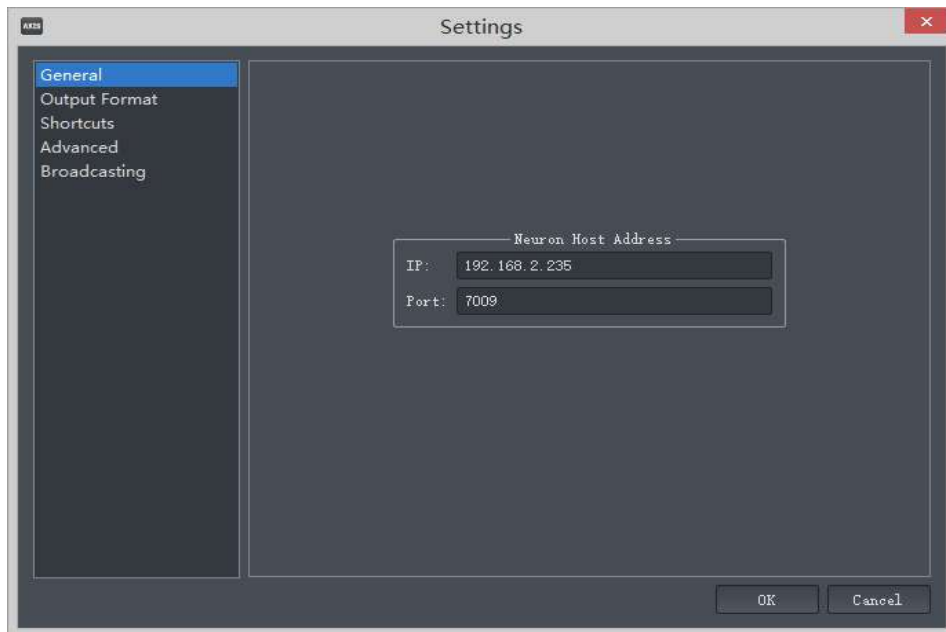 AXIS
Settings
General
Output Format
Shortcuts
Advanced
Broadcasting
Neuron Host Address
IP: 192.168.2.235
Port: 7009
OK Cancel